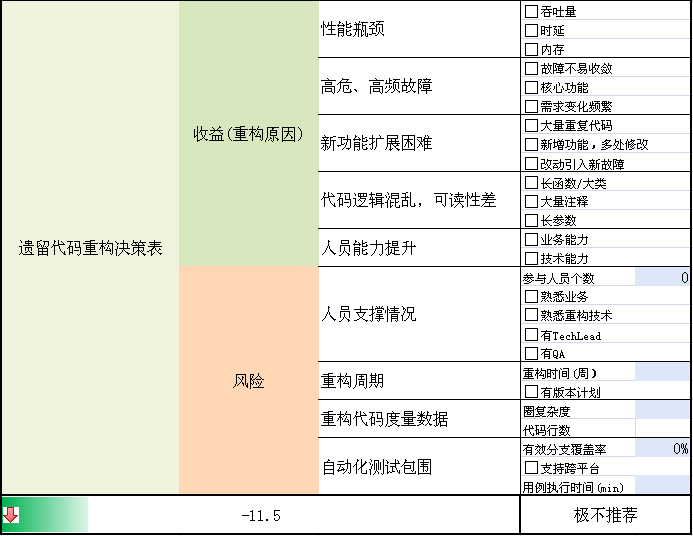 遗留代码重构决策表
收益(重构原因)
性能瓶颈
吞吐量
时延
内存
高危、高频故障
故障不易收敛
核心功能
需求变化频繁
新功能扩展困难
大量重复代码
新增功能，多处修改
改动引入新故障
代码逻辑混乱，可读性差
长函数/大类
大量注释
长参数
人员能力提升
业务能力
技术能力
风险
人员支撑情况
参与人员个数 0
熟悉业务
熟悉重构技术
有TechLead
有QA
重构周期
重构时间(周)
有版本计划
重构代码度量数据
圈复杂度
代码行数
自动化测试包围
有效分支覆盖率 0%
支持跨平台
用例执行时间(min)
-11.5 极不推荐